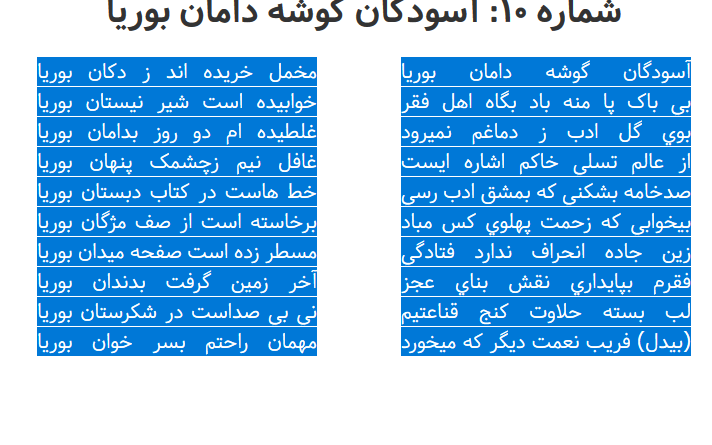 شماره ۱۰: آسودگان گوشه دامان بوریا
آسودگان گوشه دامان بوریا
مخمل خریده اند ز دکان بوریا
بی باک پا منه باد بگاه اهل فقر
خوابیده است شیر نیستان بوریا
بوي گل ادب ز دماغم نمیرود
غلطیده ام دو روز بدامان بوریا
از عالم تسلی خاکم اشاره ایست
غافل نیم زچشمک پنهان بوریا
صدخامه بشکنی که بمشق ادب رسی
خط هاست در کتاب دبستان بوریا
بیخوابی که زحمت پهلوي کس مباد
برخاسته است از صف مژگان بوریا
زین جاده انحراف ندارد فتادگی
مسطر زده است صفحه میدان بوریا
فقرم بپایداري نقش بناي عجز
آخر زمین گرفت بدندان بوریا
لب بسته حلاوت کنج قناعتیم
نی بی صداست در شکرستان بوریا
(بیدل) فریب نعمت دیگر که میخورد
مهمان راحتم بسر خوان بوریا